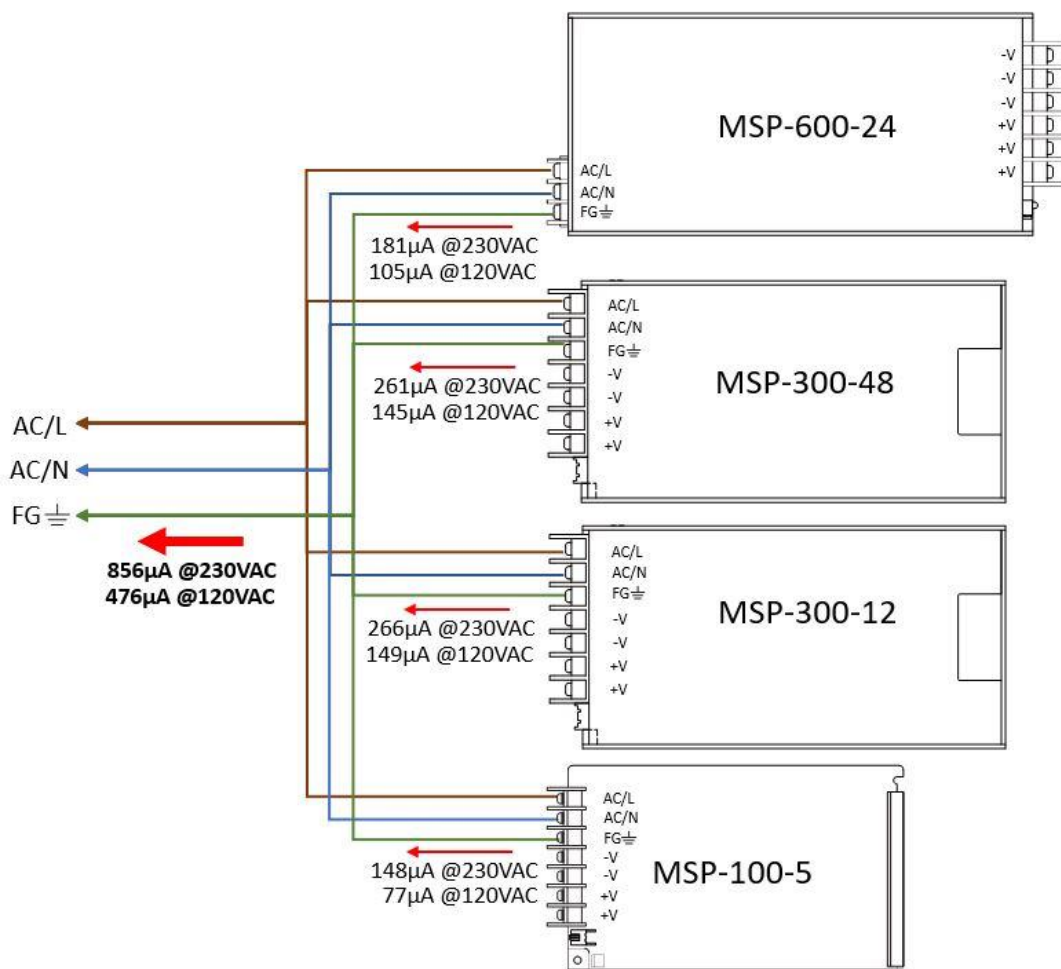 -V
-V
-V
MSP-600-24
+V
+V
AC/L
+V
AC/N
FG⏚
181µA @230VAC
105µA @120VAC
AC/L
AC/N
FG⏚
-V
MSP-300-48
261µA @230VAC
-V
145µA @120VAC
+V
+V
AC/L
AC/N
FG⏚
856µA @230VAC
476µA @120VAC
AC/L
AC/N
FG⏚
-V
MSP-300-12
266µA @230VAC
-V
149µA @120VAC
+V
+V
AC/L
AC/N
FG⏚
-V
148µA @230VAC
-V
MSP-100-5
77µA @120VAC
+V
+V